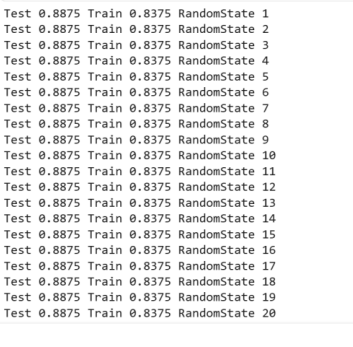 Test 0.8875 Train 0.8375 RandomState 1
Test 0.8875 Train 0.8375 RandomState 2
Test 0.8875 Train 0.8375 RandomState 3
Test 0.8875 Train 0.8375 RandomState 4
Test 0.8875 Train 0.8375 RandomState 5
Test 0.8875 Train 0.8375 RandomState 6
Test 0.8875 Train 0.8375 RandomState 7
Test 0.8875 Train 0.8375 RandomState 8
Test 0.8875 Train 0.8375 RandomState 9
Test 0.8875 Train 0.8375 RandomState 10
Test 0.8875 Train 0.8375 RandomState 11
Test 0.8875 Train 0.8375 RandomState 12
Test 0.8875 Train 0.8375 RandomState 13
Test 0.8875 Train 0.8375 RandomState 14
Test 0.8875 Train 0.8375 RandomState 15
Test 0.8875 Train 0.8375 RandomState 16
Test 0.8875 Train 0.8375 RandomState 17
Test 0.8875 Train 0.8375 RandomState 18
Test 0.8875 Train 0.8375 RandomState 19
Test 0.8875 Train 0.8375 RandomState 20